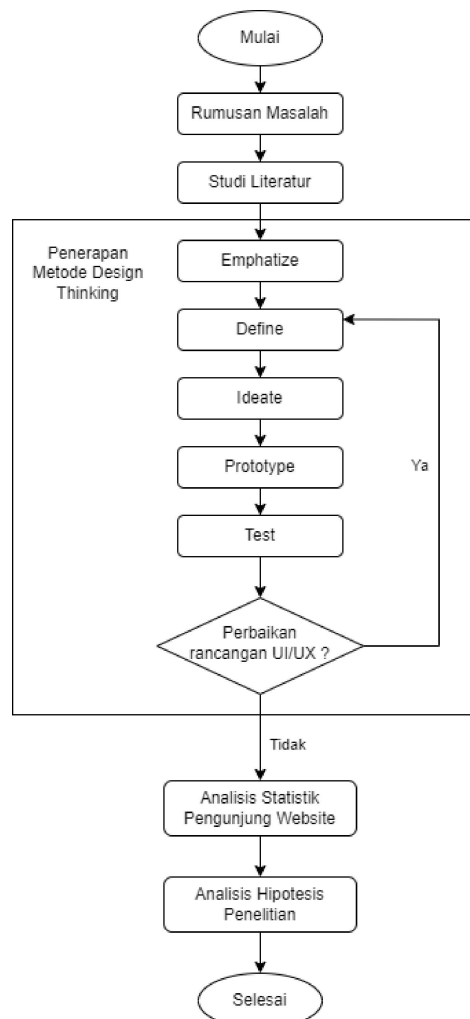 Mulai
Rumusan Masalah
Studi Literatur
Penerapan
Metode Design
Thinking
Emphatize
Define
Ideate
Prototype
Ya
Test
Perbaikan
rancangan UI/UX ?
Tidak
Analisis Statistik
Pengunjung Website
Analisis Hipotesis
Penelitian
Selesai